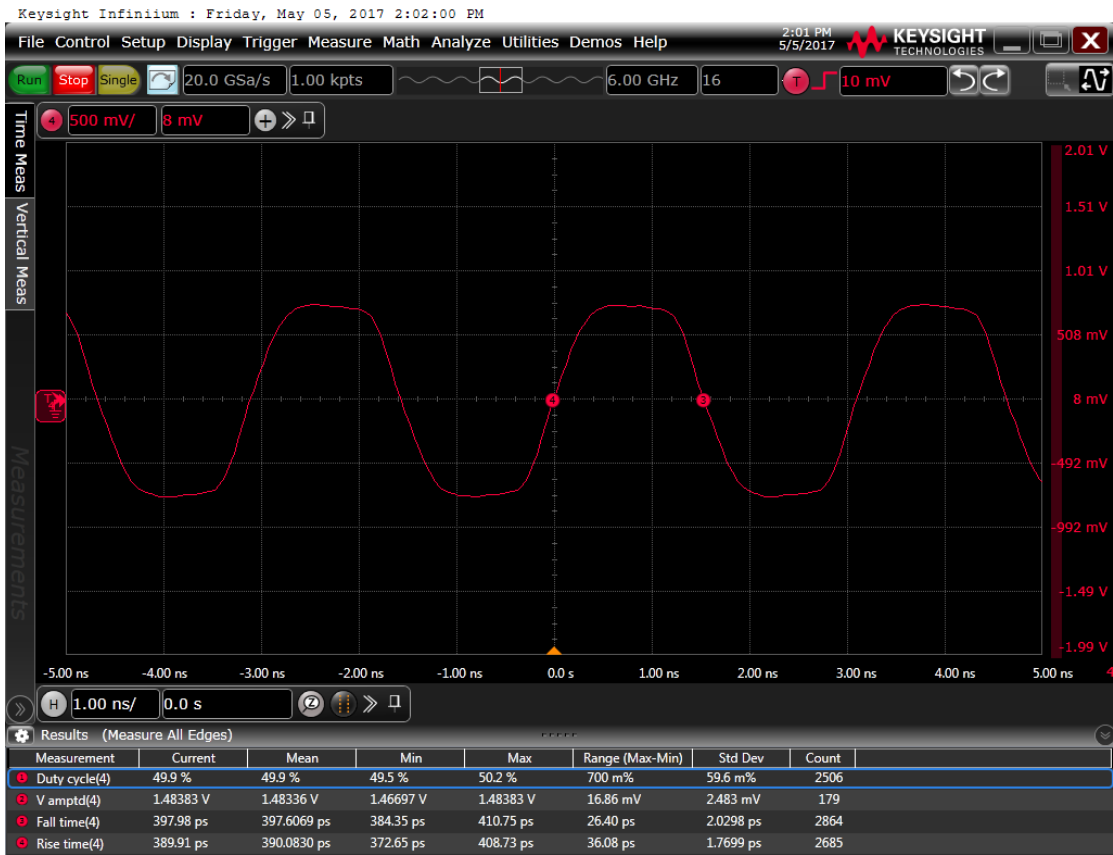 Keysight Infiniium : Friday, May 05, 2017 2:02:00 PM
File Control Setup Display Trigger Measure Math Analyze Utilities Demos Help 2:01 PM 5/5/2017 KEYSIGHT TECHNOLOGIES
Run Stop Single 20.0 GSa/s 1.00 kpts 6.00 GHz 16 T 10 mV
4 500 mV/ 8 mV
Time Meas
Vertical Meas
Measurements
2.01 V
1.51 V
1.01 V
508 mV
T 4 3 8 mV
-492 mV
-992 mV
-1.49 V
-1.99 V
-5.00 ns -4.00 ns -3.00 ns -2.00 ns -1.00 ns 0.0 s 1.00 ns 2.00 ns 3.00 ns 4.00 ns 5.00 ns 4
H 1.00 ns/ 0.0 s Z
Results (Measure All Edges)
Measurement Current Mean Min Max Range (Max-Min) Std Dev Count
1 Duty cycle(4) 49.9 % 49.9 % 49.5 % 50.2 % 700 m% 59.6 m% 2506
2 V amptd(4) 1.48383 V 1.48336 V 1.46697 V 1.48383 V 16.86 mV 2.483 mV 179
3 Fall time(4) 397.98 ps 397.6069 ps 384.35 ps 410.75 ps 26.40 ps 2.0298 ps 2864
4 Rise time(4) 389.91 ps 390.0830 ps 372.65 ps 408.73 ps 36.08 ps 1.7699 ps 2685